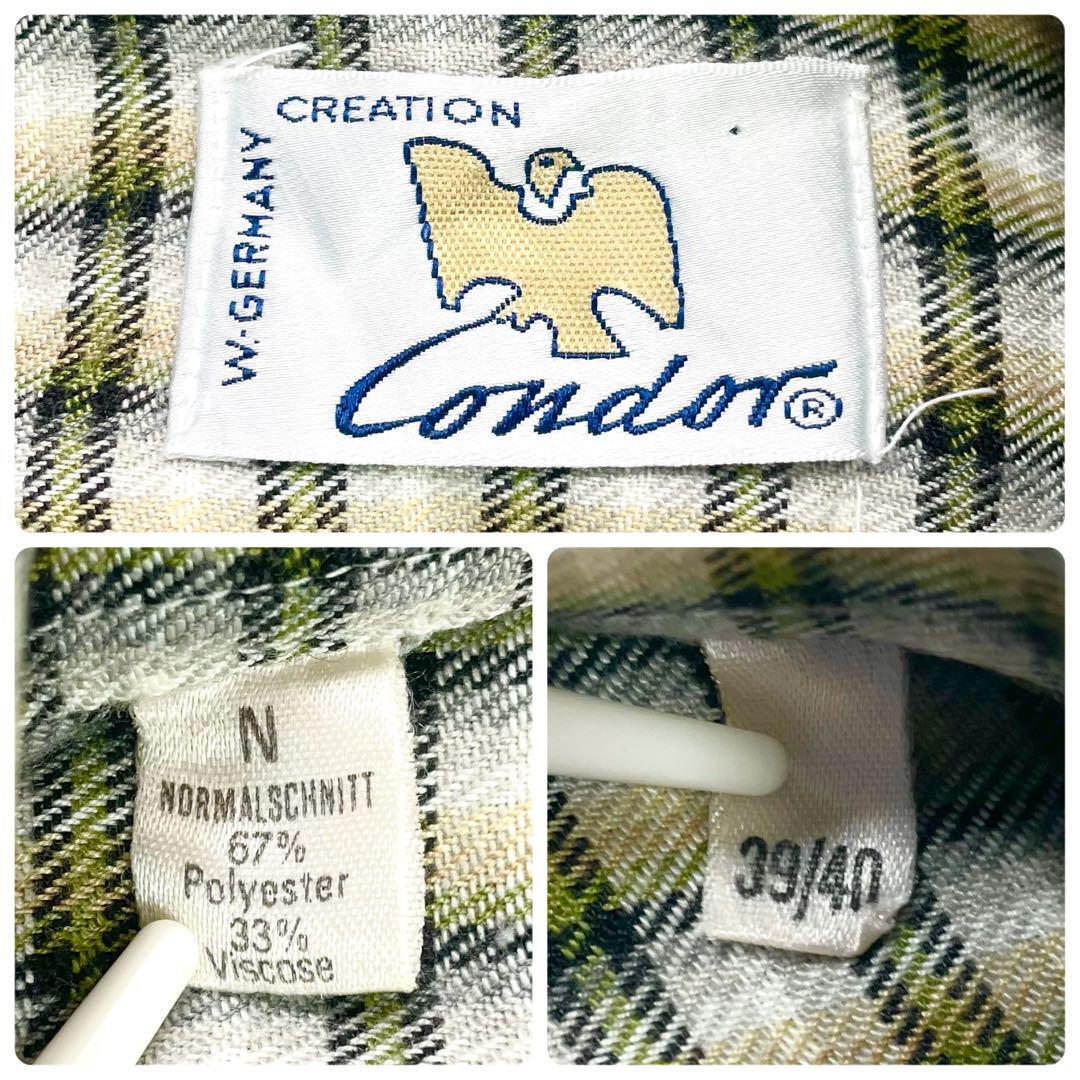 CREATION
W.GERMANY
Condor®
N
NORMALSCHNITT
67%
Polyester
33%
Viscose
39/40